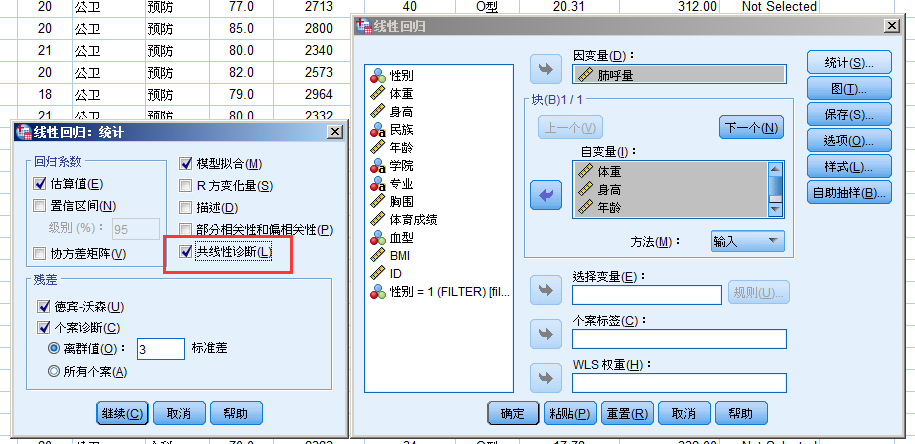 20 公卫 预防 77.0 2713 40 O型 20.31 312.00 Not Selected
20 公卫 预防 85.0 2800
21 公卫 预防 80.0 2340
20 公卫 预防 82.0 2573
18 公卫 预防 79.0 2964
21 公卫 预防 80.0 2332
线性回归：统计
回归系数
估算值(E)
置信区间(N)
级别 (%)： 95
协方差矩阵(V)
模型拟合(M)
R 方变化量(S)
描述(D)
部分相关性和偏相关性(P)
共线性诊断(L)
残差
德宾-沃森(U)
个案诊断(C)
离群值(O)： 3 标准差
所有个案(A)
继续(C) 取消 帮助
线性回归
性别
体重
身高
民族
年龄
学院
专业
胸围
体育成绩
血型
BMI
ID
性别 = 1 (FILTER) [fil...
因变量(D)：
肺呼量
块(B)1 / 1
上一个(V) 下一个(N)
自变量(I)：
体重
身高
年龄
方法(M)： 输入
选择变量(E)：
规则(U)...
个案标签(C)：
WLS 权重(H)：
统计(S)...
图(T)...
保存(S)...
选项(O)...
样式(L)...
自助抽样(B)...
确定 粘贴(P) 重置(R) 取消 帮助